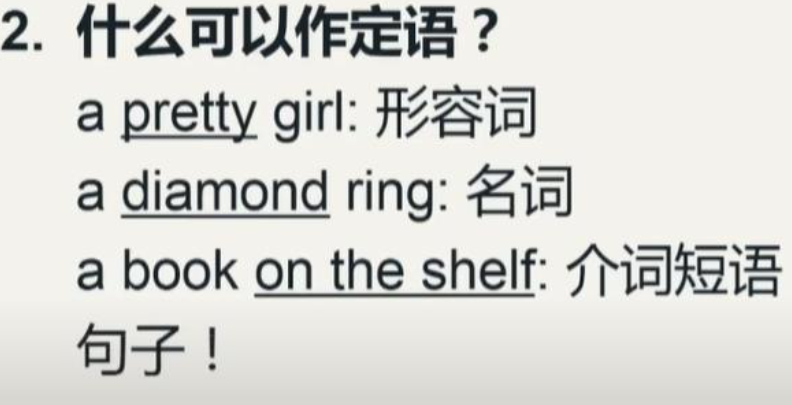 2. 什么可以作定语？
a pretty girl: 形容词
a diamond ring: 名词
a book on the shelf: 介词短语
句子！